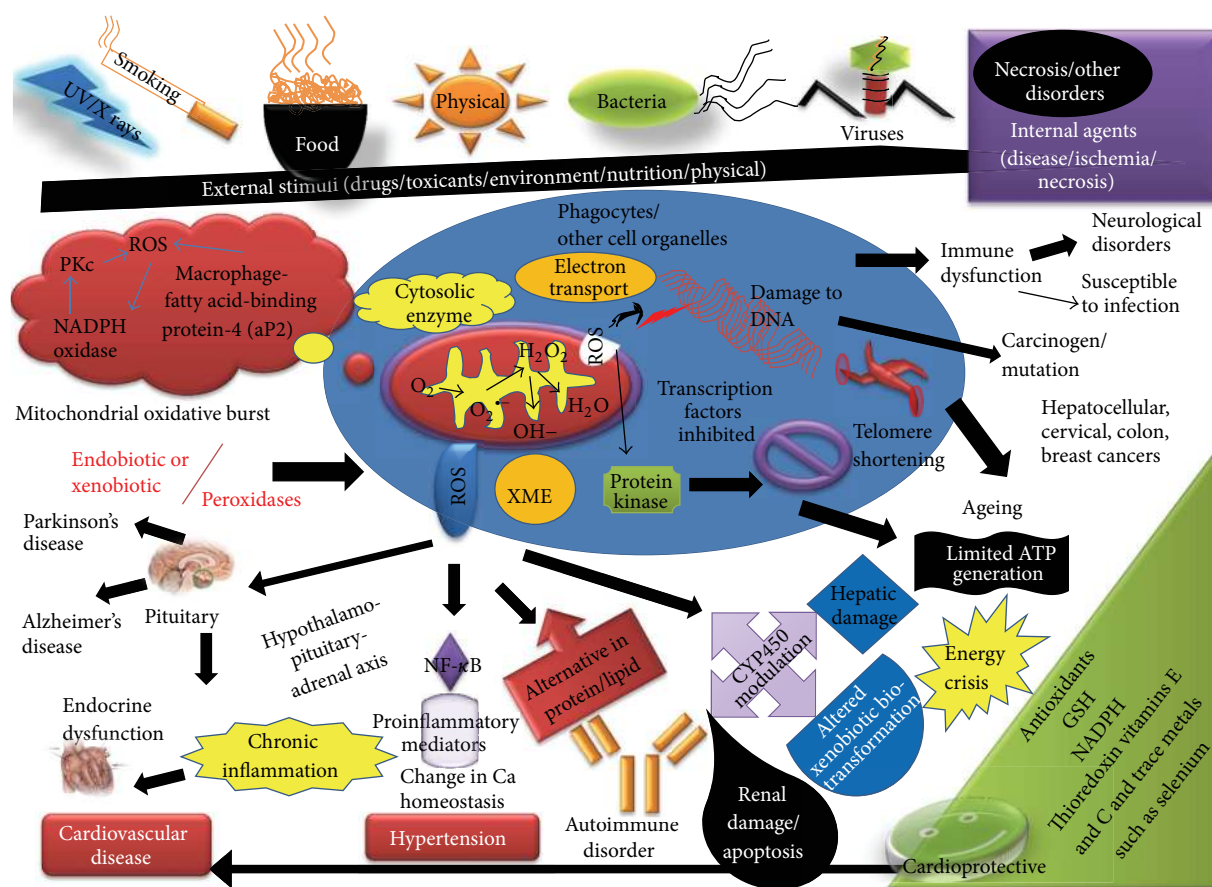 UV/X rays
Smoking
Food
Physical
Bacteria
Viruses
Necrosis/other
disorders
Internal agents
(disease/ischemia/
necrosis)
External stimuli (drugs/toxicants/environment/nutrition/physical)
ROS
PKc
Macrophage-
fatty acid-binding
protein-4 (aP2)
NADPH
oxidase
Mitochondrial oxidative burst
Phagocytes/
other cell organelles
Electron
transport
Cytosolic
enzyme
ROS
Damage to
DNA
O₂
O₂•−
H₂O₂
H₂O
OH−
Transcription
factors
inhibited
Telomere
shortening
Protein
kinase
ROS
XME
Immune
dysfunction
Neurological
disorders
Susceptible
to infection
Carcinogen/
mutation
Hepatocellular,
cervical, colon,
breast cancers
Ageing
Limited ATP
generation
Endobiotic or
xenobiotic
Peroxidases
Parkinson's
disease
Alzheimer's
disease
Pituitary
Hypothalamo-
pituitary-
adrenal axis
Endocrine
dysfunction
Chronic
inflammation
NF-κB
Proinflammatory
mediators
Change in Ca
homeostasis
Hypertension
Cardiovascular
disease
Alternative in
protein/lipid
Autoimmune
disorder
CYP450
modulation
Hepatic
damage
Altered
xenobiotic bio-
transformation
Energy
crisis
Renal
damage/
apoptosis
Antioxidants
GSH
NADPH
Thioredoxin vitamins E
and C and trace metals
such as selenium
Cardioprotective